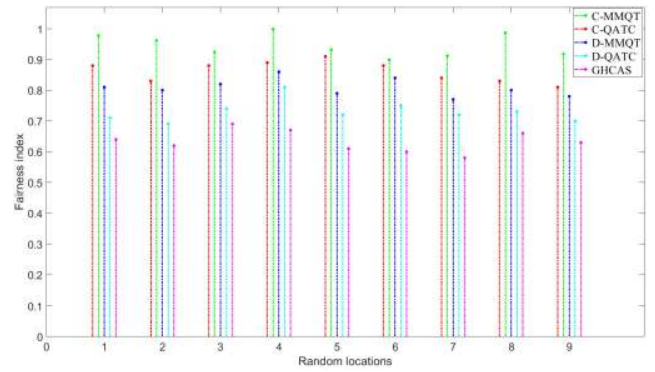 C-MMQT
C-QATC
D-MMQT
D-QATC
GHCAS
1
0.9
0.8
0.7
0.6
0.5
0.4
0.3
0.2
0.1
0
Fairness index
0 1 2 3 4 5 6 7 8 9
Random locations